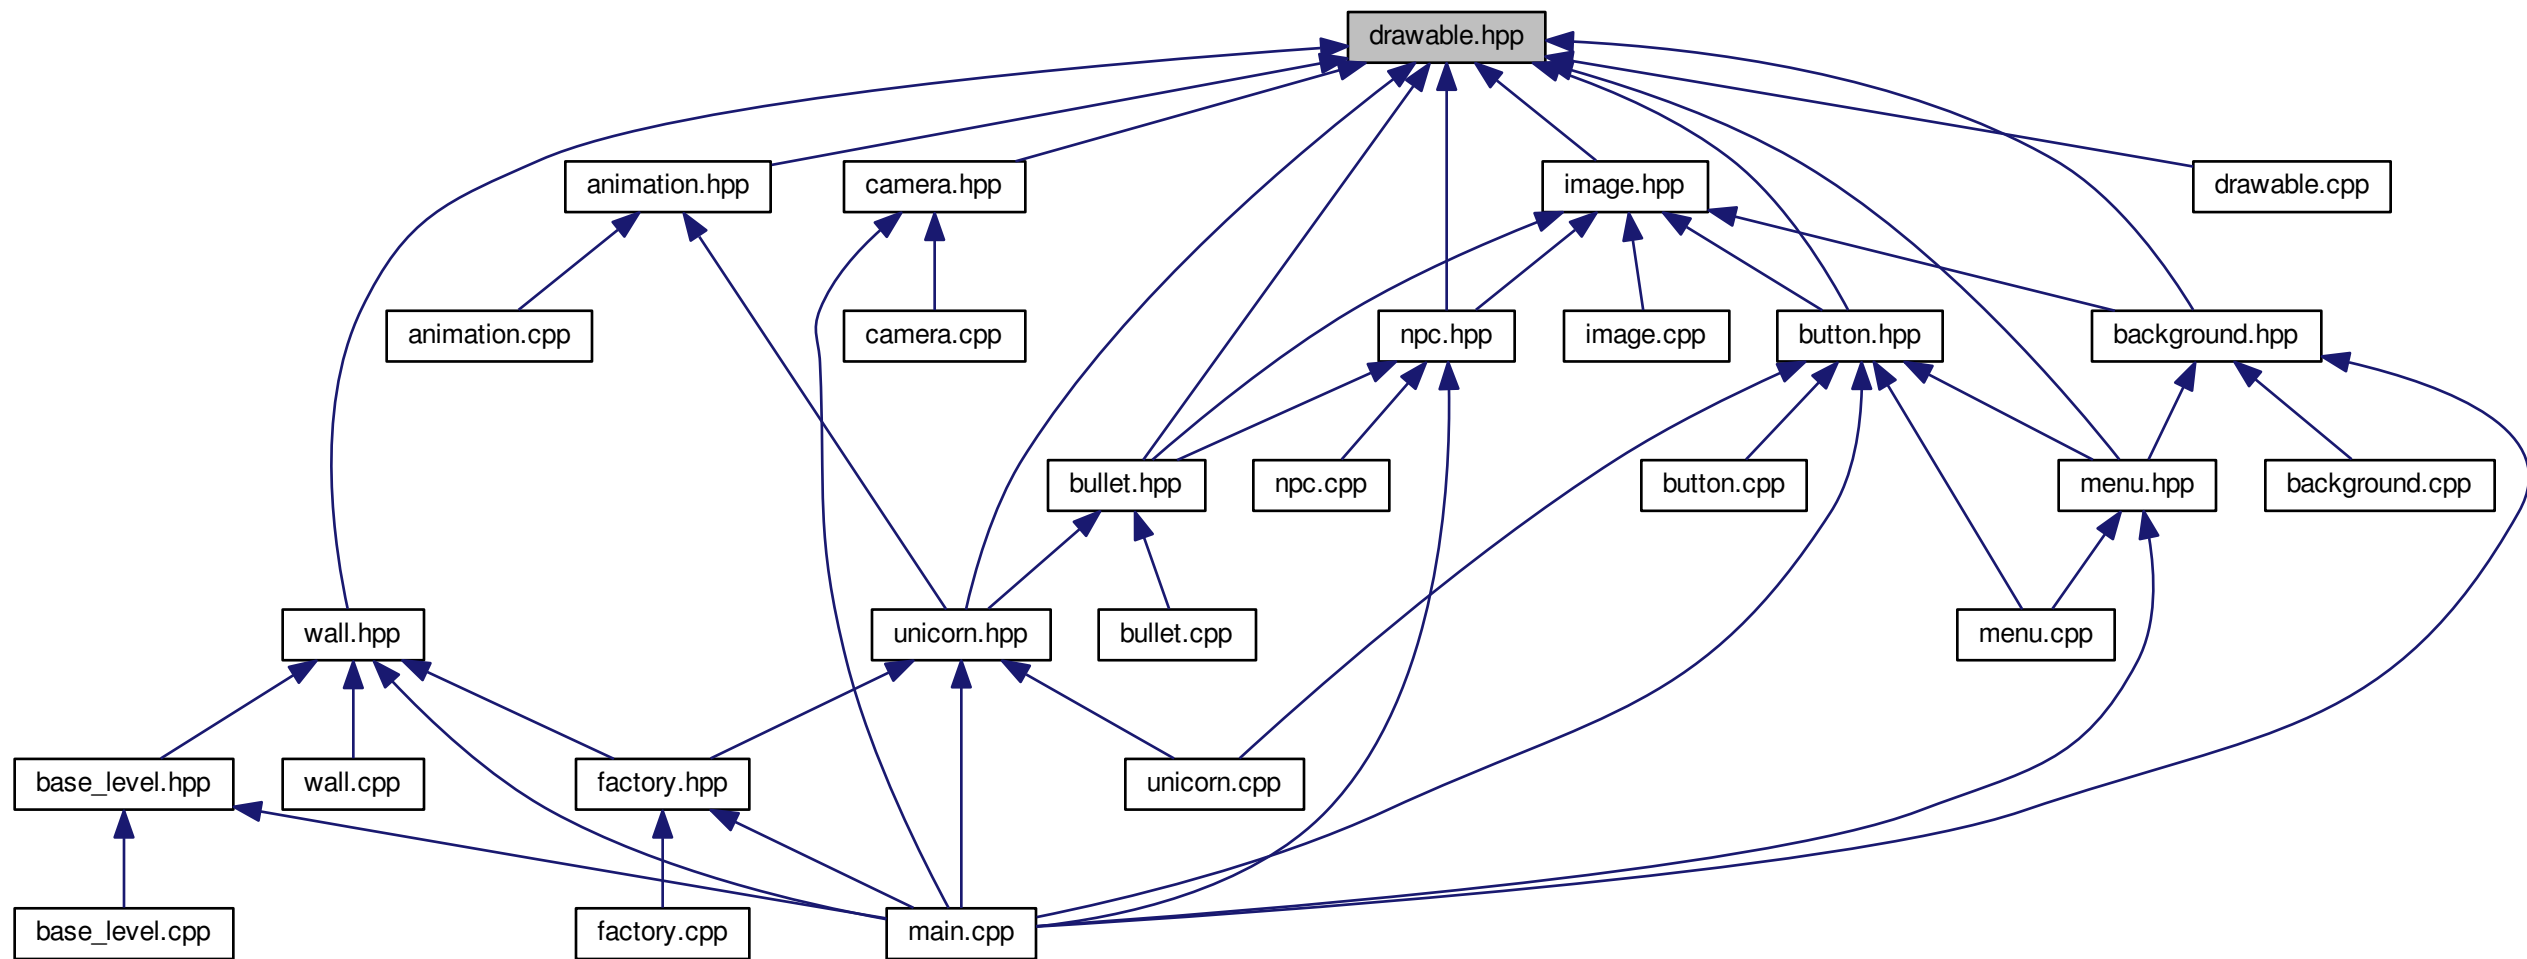 drawable.hpp
animation.hpp
camera.hpp
image.hpp
drawable.cpp
animation.cpp
camera.cpp
npc.hpp
image.cpp
button.hpp
background.hpp
bullet.hpp
npc.cpp
button.cpp
menu.hpp
background.cpp
wall.hpp
unicorn.hpp
bullet.cpp
menu.cpp
base_level.hpp
wall.cpp
factory.hpp
unicorn.cpp
base_level.cpp
factory.cpp
main.cpp